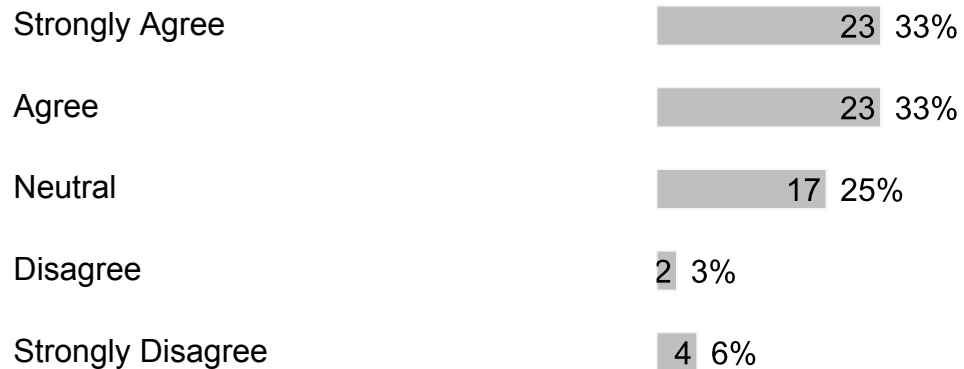 Strongly Agree 23 33%
Agree 23 33%
Neutral 17 25%
Disagree 2 3%
Strongly Disagree 4 6%